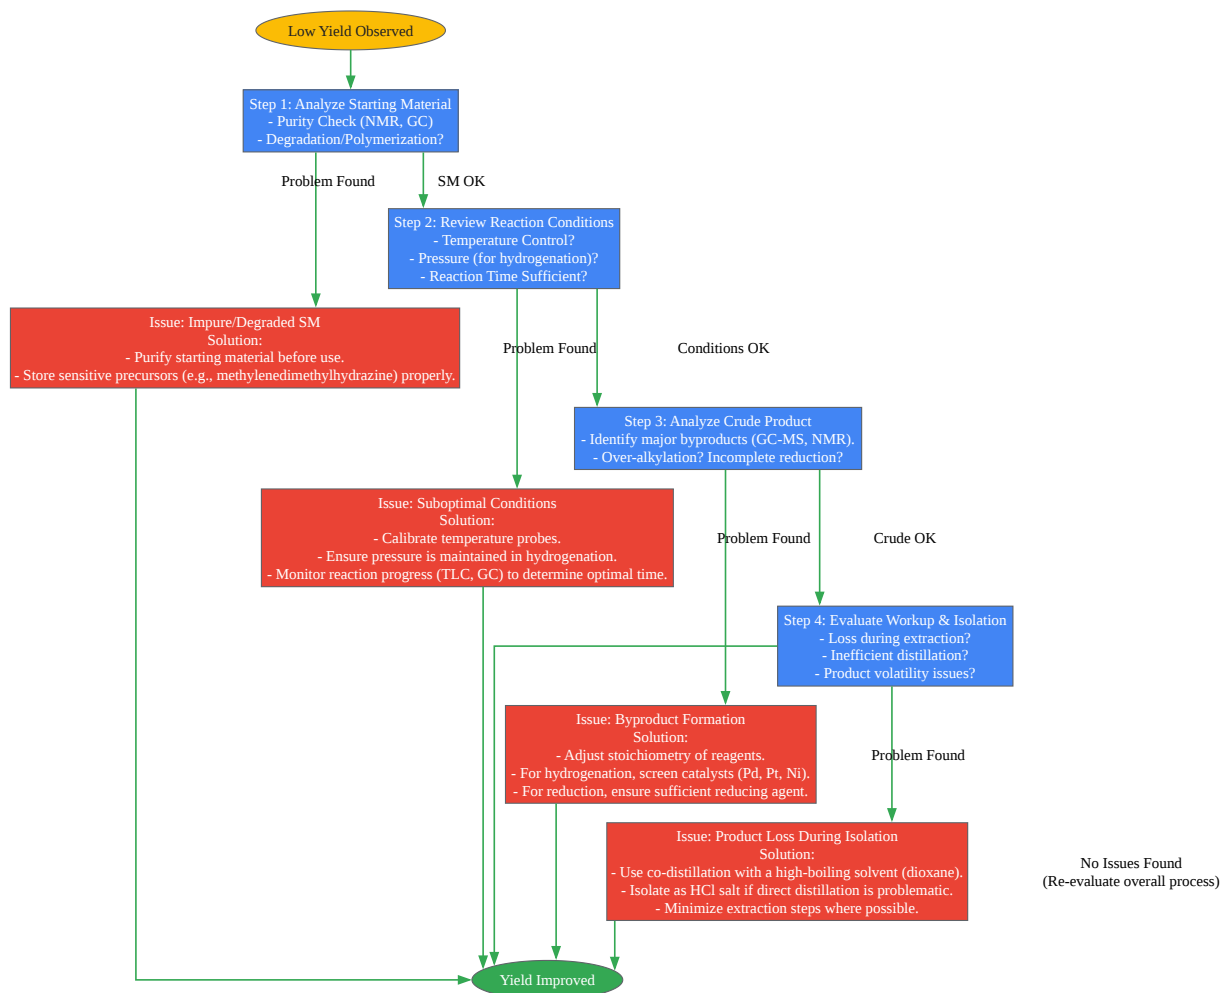 Low Yield Observed
Step 1: Analyze Starting Material
- Purity Check (NMR, GC)
- Degradation/Polymerization?
Problem Found
SM OK
Step 2: Review Reaction Conditions
- Temperature Control?
- Pressure (for hydrogenation)?
- Reaction Time Sufficient?
Issue: Impure/Degraded SM
Solution:
- Purify starting material before use.
- Store sensitive precursors (e.g., methylenedimethylhydrazine) properly.
Problem Found
Conditions OK
Step 3: Analyze Crude Product
- Identify major byproducts (GC-MS, NMR).
- Over-alkylation? Incomplete reduction?
Issue: Suboptimal Conditions
Solution:
- Calibrate temperature probes.
- Ensure pressure is maintained in hydrogenation.
- Monitor reaction progress (TLC, GC) to determine optimal time.
Problem Found
Crude OK
Step 4: Evaluate Workup & Isolation
- Loss during extraction?
- Inefficient distillation?
- Product volatility issues?
Issue: Byproduct Formation
Solution:
- Adjust stoichiometry of reagents.
- For hydrogenation, screen catalysts (Pd, Pt, Ni).
- For reduction, ensure sufficient reducing agent.
Problem Found
Issue: Product Loss During Isolation
Solution:
- Use co-distillation with a high-boiling solvent (dioxane).
- Isolate as HCl salt if direct distillation is problematic.
- Minimize extraction steps where possible.
No Issues Found
(Re-evaluate overall process)
Yield Improved